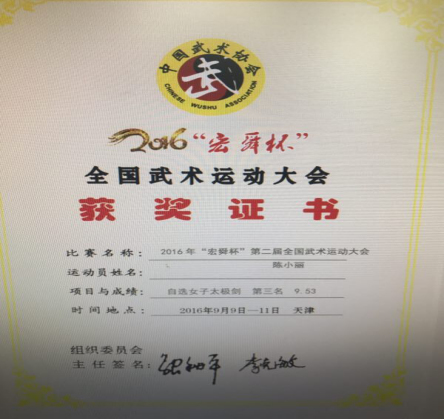 中国武术协会
武
CHINESE WUSHU ASSOCIATION
2016“宏舜杯”
全国武术运动大会
获奖证书
比赛名称： 2016年“宏舜杯”第二届全国武术运动大会
运动员姓名： 陈小丽
项目与成绩： 自选女子太极剑 第三名 9.53
时间地点： 2016年9月9日—11日 天津
组织委员会
主任签名：